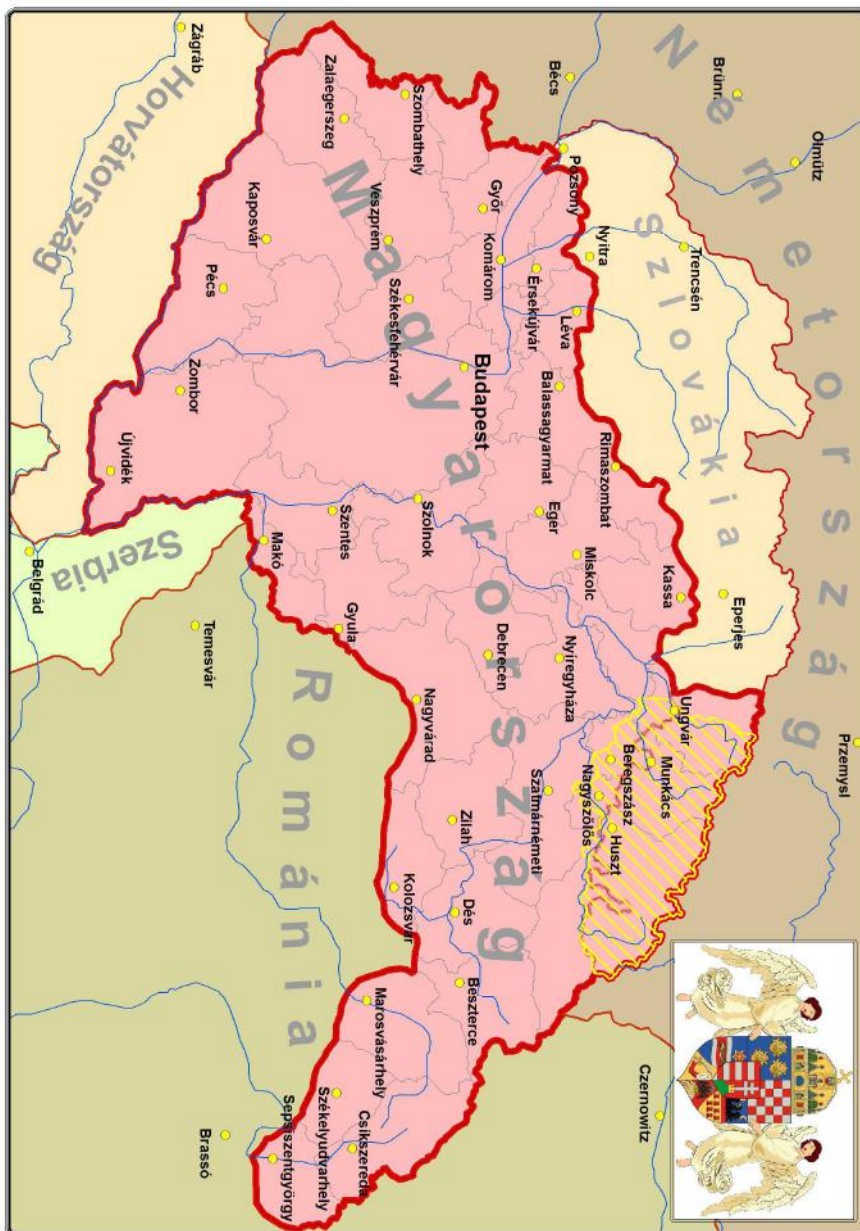 Németország
Brünn
Olmütz
Przemysl
Bécs
Szlovákia
Trencsén
Eperjes
Pozsony
Nyitra
Léva
Rimaszombat
Kassa
Ungvár
Munkács
Beregszász
Nagyszőlős
Huszt
Czernowitz
Érsekújvár
Komárom
Győr
Balassagyarmat
Eger
Miskolc
Nyíregyháza
Szatmárnémeti
Szombathely
Zalaegerszeg
Veszprém
Székesfehérvár
Budapest
Szolnok
Debrecen
Magyarország
Zilah
Dés
Beszterce
Nagyvárad
Kolozsvár
Marosvásárhely
Székelyudvarhely
Csíkszereda
Sepsiszentgyörgy
Kaposvár
Pécs
Szentes
Makó
Gyula
Zombor
Újvidék
Zágráb
Horvátország
Szerbia
Belgrád
Temesvár
Románia
Brassó